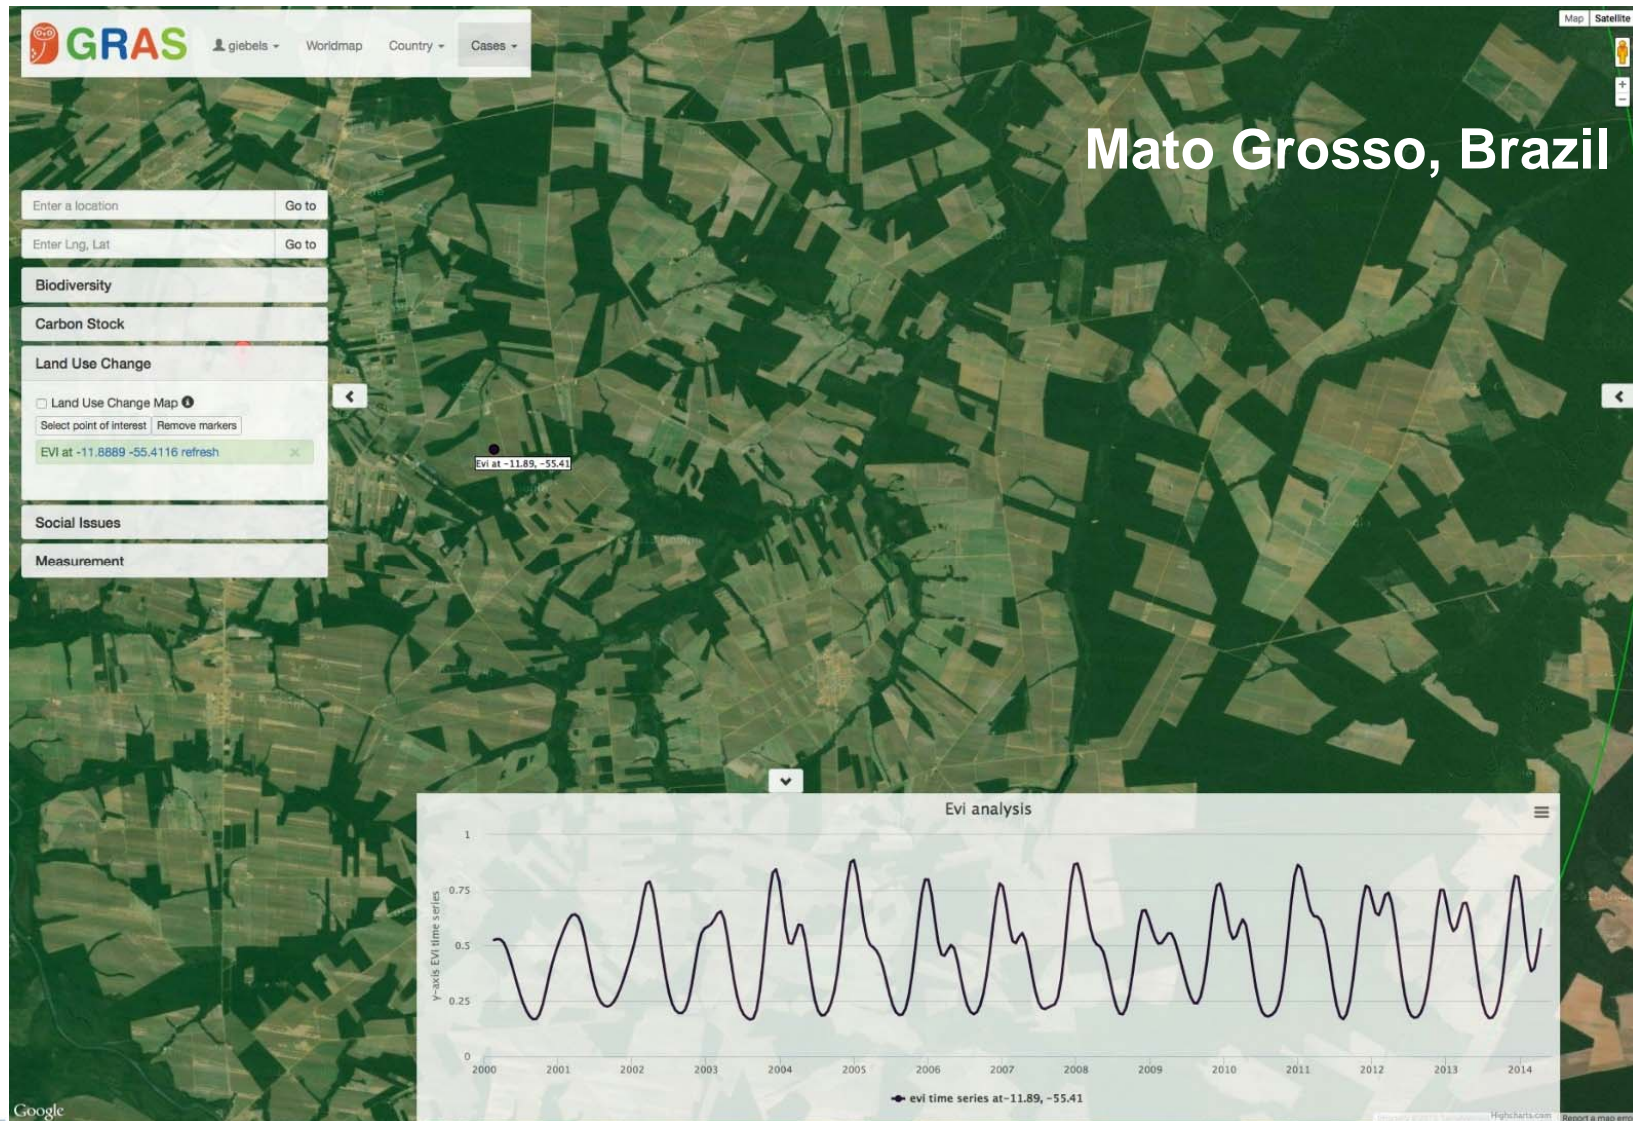 GRAS
giebels
Worldmap
Country
Cases
Map
Satellite
Mato Grosso, Brazil
Enter a location
Go to
Enter Lng, Lat
Go to
Biodiversity
Carbon Stock
Land Use Change
Land Use Change Map
Select point of interest
Remove markers
EVI at -11.8889 -55.4116 refresh
Evi at -11.89, -55.41
Social Issues
Measurement
Evi analysis
y-axis EVI time series
1
0.75
0.5
0.25
0
2000 2001 2002 2003 2004 2005 2006 2007 2008 2009 2010 2011 2012 2013 2014
evi time series at-11.89, -55.41
Google
Highcharts.com
Report a map